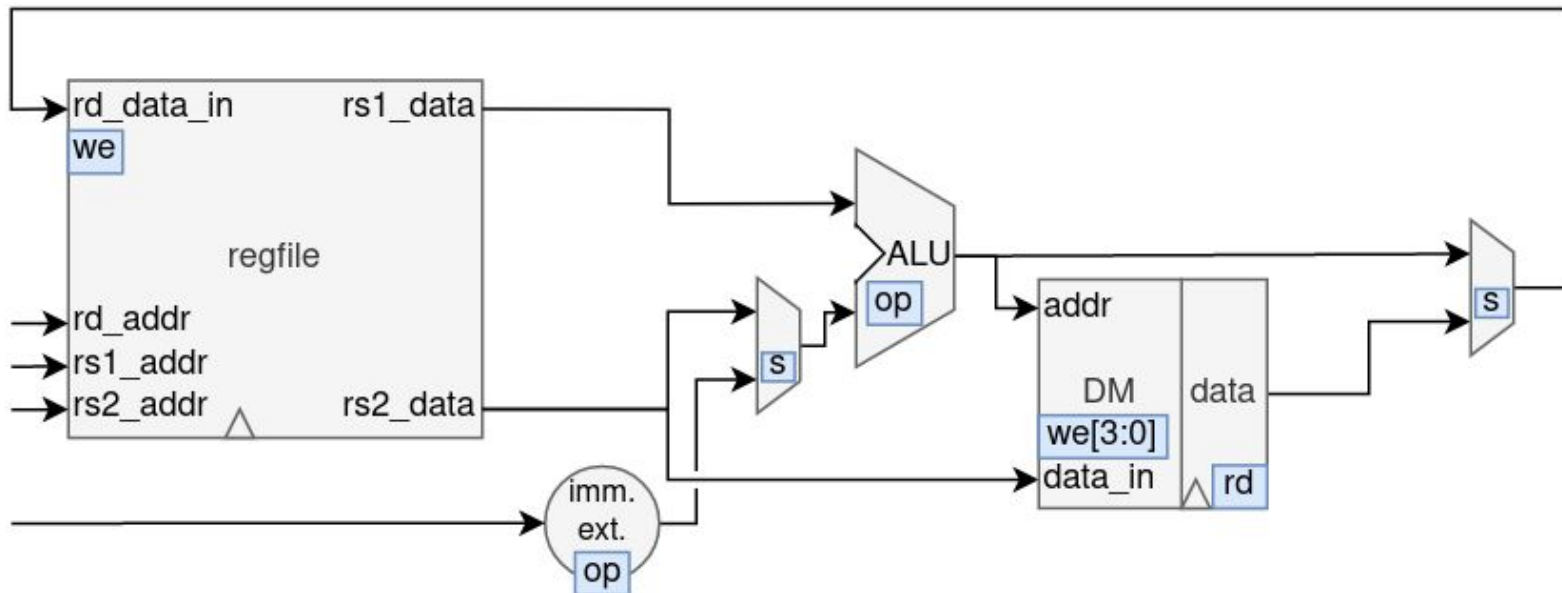 rd_data_in
rs1_data
we
regfile
rd_addr
rs1_addr
rs2_addr
rs2_data
imm.
ext.
op
s
ALU
op
addr
DM
data
we[3:0]
data_in
rd
s